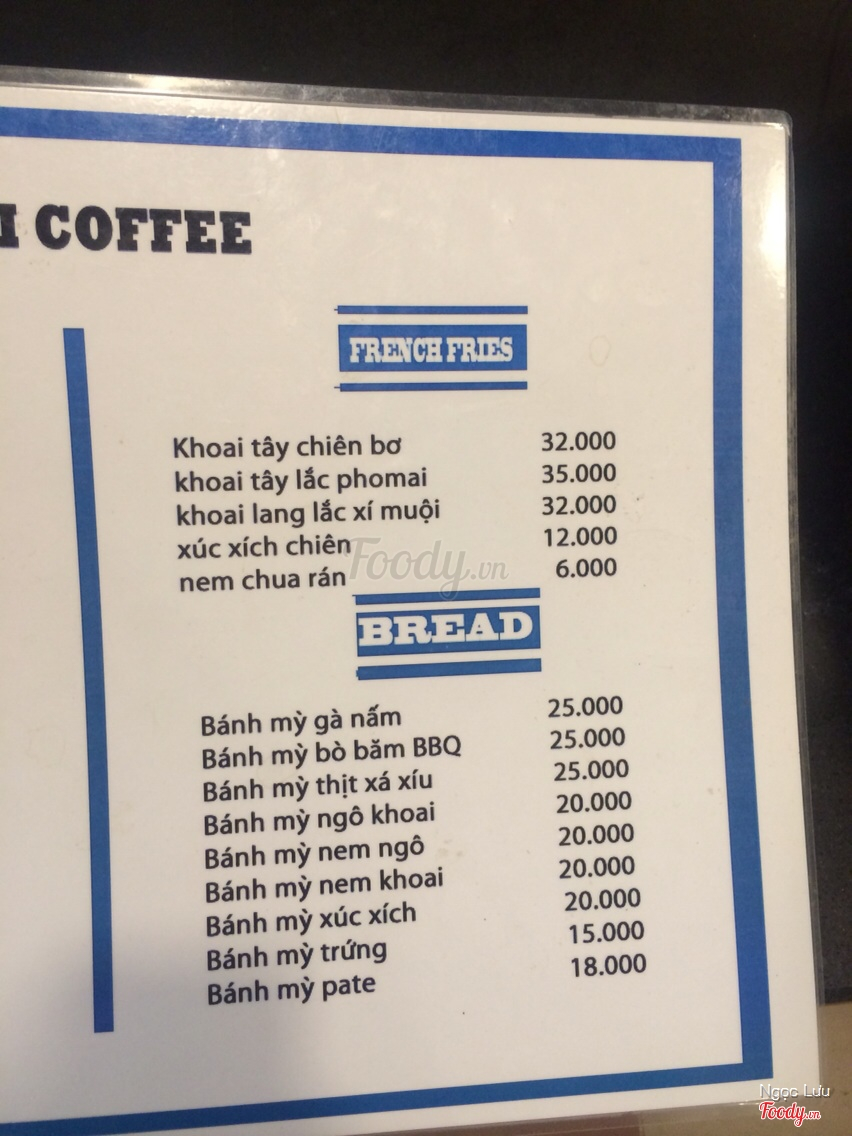 COFFEE
FRENCH FRIES
Khoai tây chiên bơ 32.000
khoai tây lắc phomai 35.000
khoai lang lắc xí muội 32.000
xúc xích chiên 12.000
nem chua rán 6.000
Foody.vn
BREAD
Bánh mỳ gà nấm 25.000
Bánh mỳ bò băm BBQ 25.000
Bánh mỳ thịt xá xíu 25.000
Bánh mỳ ngô khoai 20.000
Bánh mỳ nem ngô 20.000
Bánh mỳ nem khoai 20.000
Bánh mỳ xúc xích 20.000
Bánh mỳ trứng 15.000
Bánh mỳ pate 18.000
Ngọc Lưu
Foody.vn